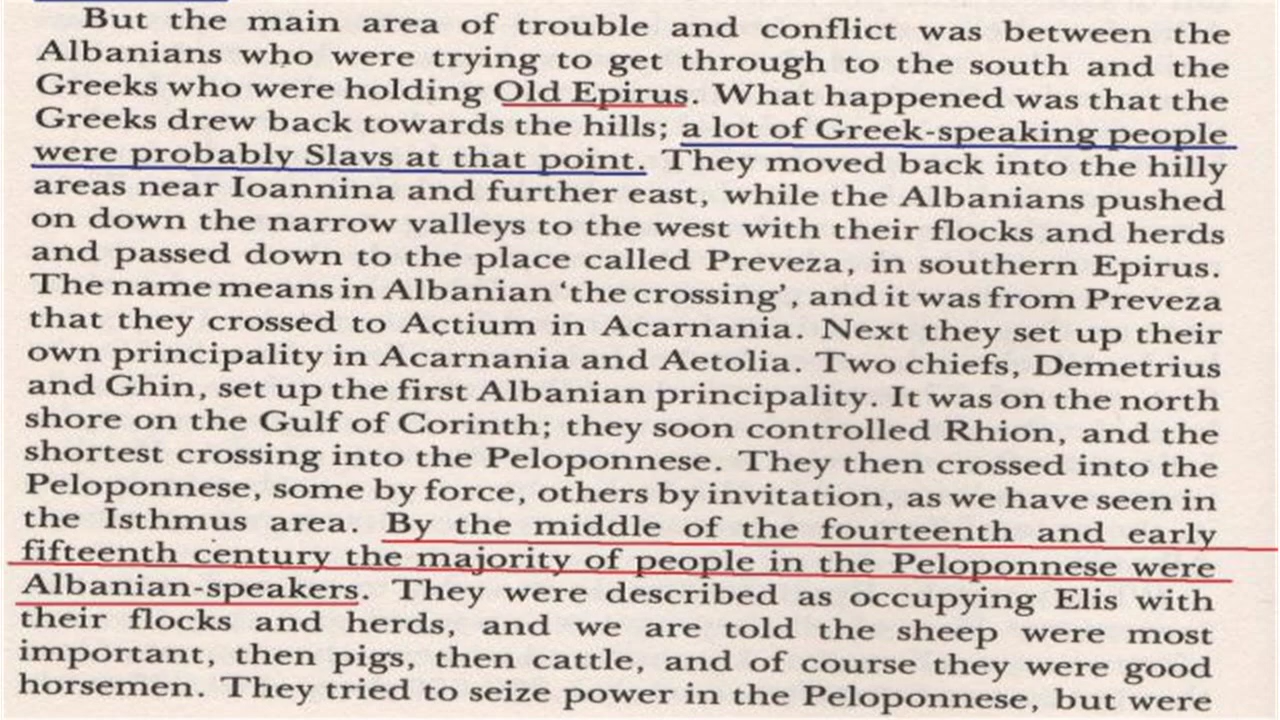 But the main area of trouble and conflict was between the
Albanians who were trying to get through to the south and the
Greeks who were holding Old Epirus. What happened was that the
Greeks drew back towards the hills; a lot of Greek-speaking people
were probably Slavs at that point. They moved back into the hilly
areas near Ioannina and further east, while the Albanians pushed
on down the narrow valleys to the west with their flocks and herds
and passed down to the place called Preveza, in southern Epirus.
The name means in Albanian 'the crossing', and it was from Preveza
that they crossed to Actium in Acarnania. Next they set up their
own principality in Acarnania and Aetolia. Two chiefs, Demetrius
and Ghin, set up the first Albanian principality. It was on the north
shore on the Gulf of Corinth; they soon controlled Rhion, and the
shortest crossing into the Peloponnese. They then crossed into the
Peloponnese, some by force, others by invitation, as we have seen in
the Isthmus area. By the middle of the fourteenth and early
fifteenth century the majority of people in the Peloponnese were
Albanian-speakers. They were described as occupying Elis with
their flocks and herds, and we are told the sheep were most
important, then pigs, then cattle, and of course they were good
horsemen. They tried to seize power in the Peloponnese, but were